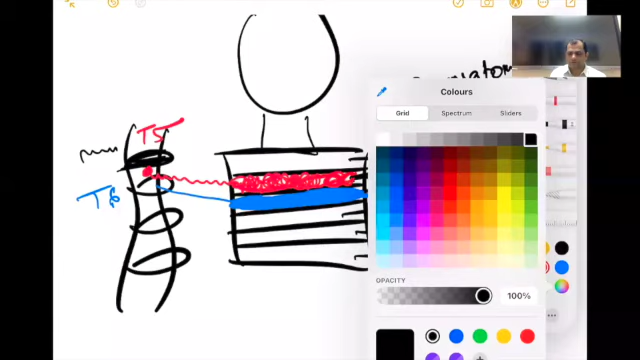 Colours
Grid Spectrum Sliders
T5
T6
OPACITY
100%